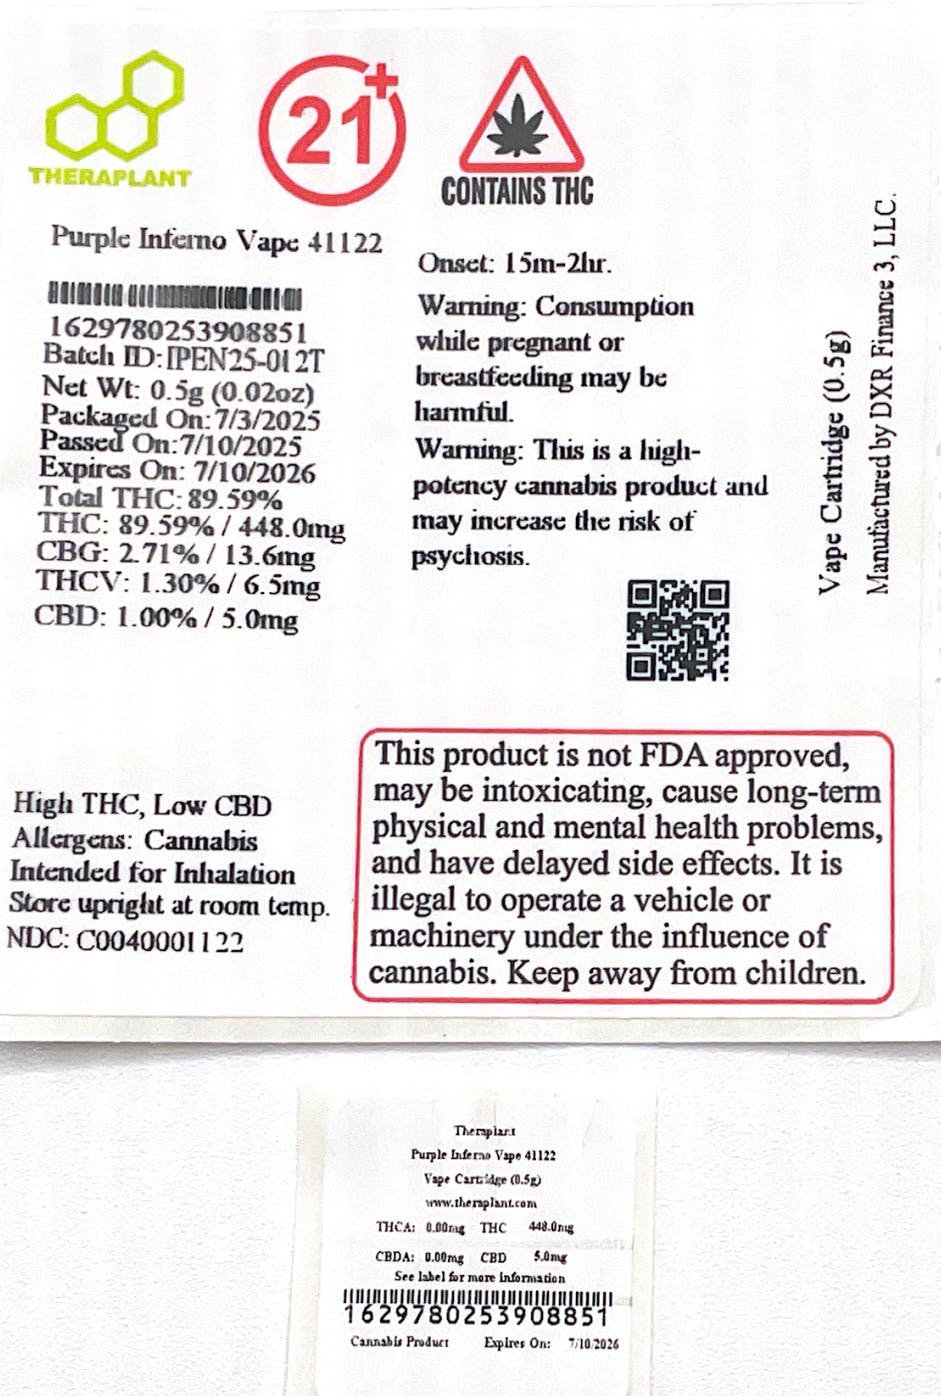 THERAPLANT
21+
CONTAINS THC
Purple Inferno Vape 41122
1629780253908851
Batch ID: IPEN25-012T
Net Wt: 0.5g (0.02oz)
Packaged On: 7/3/2025
Passed On:7/10/2025
Expires On: 7/10/2026
Total THC: 89.59%
THC: 89.59% / 448.0mg
CBG: 2.71% / 13.6mg
THCV: 1.30% / 6.5mg
CBD: 1.00% / 5.0mg
Onset: 15m-2hr.
Warning: Consumption
while pregnant or
breastfeeding may be
harmful.
Warning: This is a high-
potency cannabis product and
may increase the risk of
psychosis.
Vape Cartridge (0.5g)
Manufactured by DXR Finance 3, LLC.
High THC, Low CBD
Allergens: Cannabis
Intended for Inhalation
Store upright at room temp.
NDC: C0040001122
This product is not FDA approved,
may be intoxicating, cause long-term
physical and mental health problems,
and have delayed side effects. It is
illegal to operate a vehicle or
machinery under the influence of
cannabis. Keep away from children.
Theraplant
Purple Inferno Vape 41122
Vape Cartridge (0.5g)
www.theraplant.com
THCA: 0.00mg THC 448.0mg
CBDA: 0.00mg CBD 5.0mg
See label for more information
1629780253908851
Cannabis Product Expires On: 7/10/2026